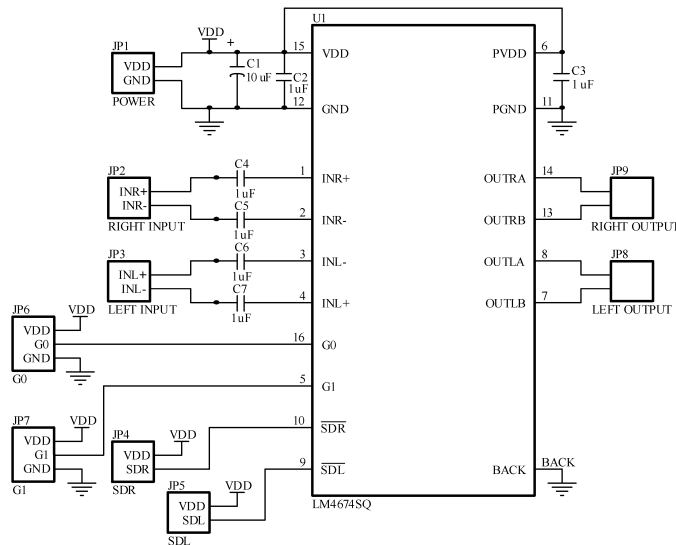 U1
VDD
JP1
VDD
GND
POWER
+
C1
10 uF
C2
1uF
15
VDD
12
GND
PVDD
6
C3
1 uF
PGND
11
JP2
INR+
INR-
RIGHT INPUT
C4
1uF
1
INR+
C5
1uF
2
INR-
OUTRA
14
OUTRB
13
JP9
RIGHT OUTPUT
JP3
INL+
INL-
LEFT INPUT
C6
1uF
3
INL-
C7
1uF
4
INL+
OUTLA
8
OUTLB
7
JP8
LEFT OUTPUT
JP6
VDD
VDD
G0
GND
G0
16
G0
5
G1
JP7
VDD
VDD
G1
GND
G1
JP4
VDD
VDD
SDR
SDR
10
SDR
JP5
VDD
VDD
SDL
SDL
9
SDL
BACK
BACK
LM4674SQ